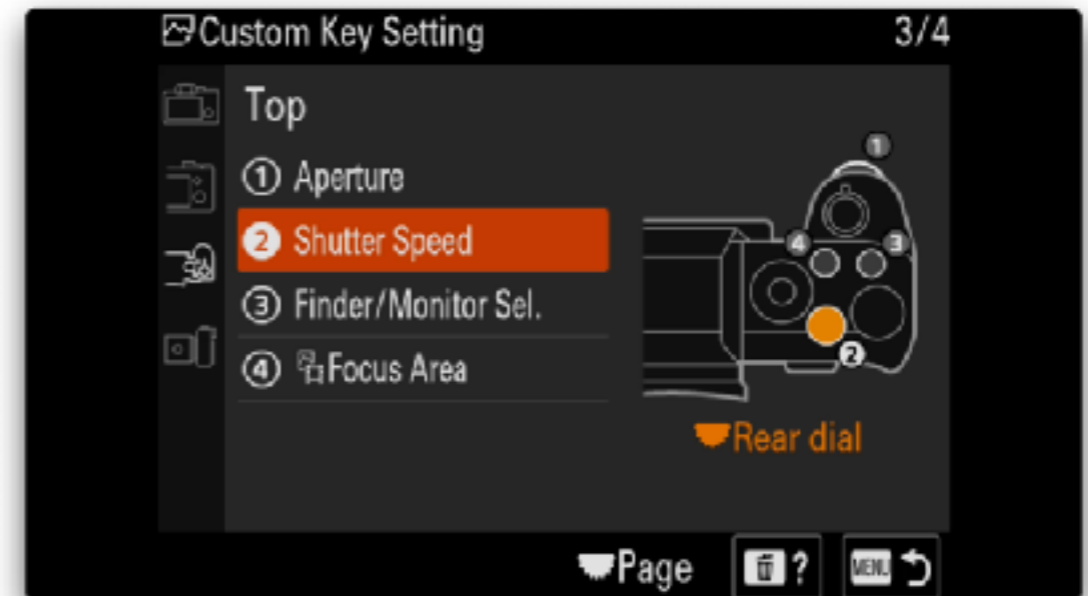 Custom Key Setting 3/4
Top
① Aperture
② Shutter Speed
③ Finder/Monitor Sel.
④ Focus Area
① ④ ③ ②
Rear dial
Page ? MENU